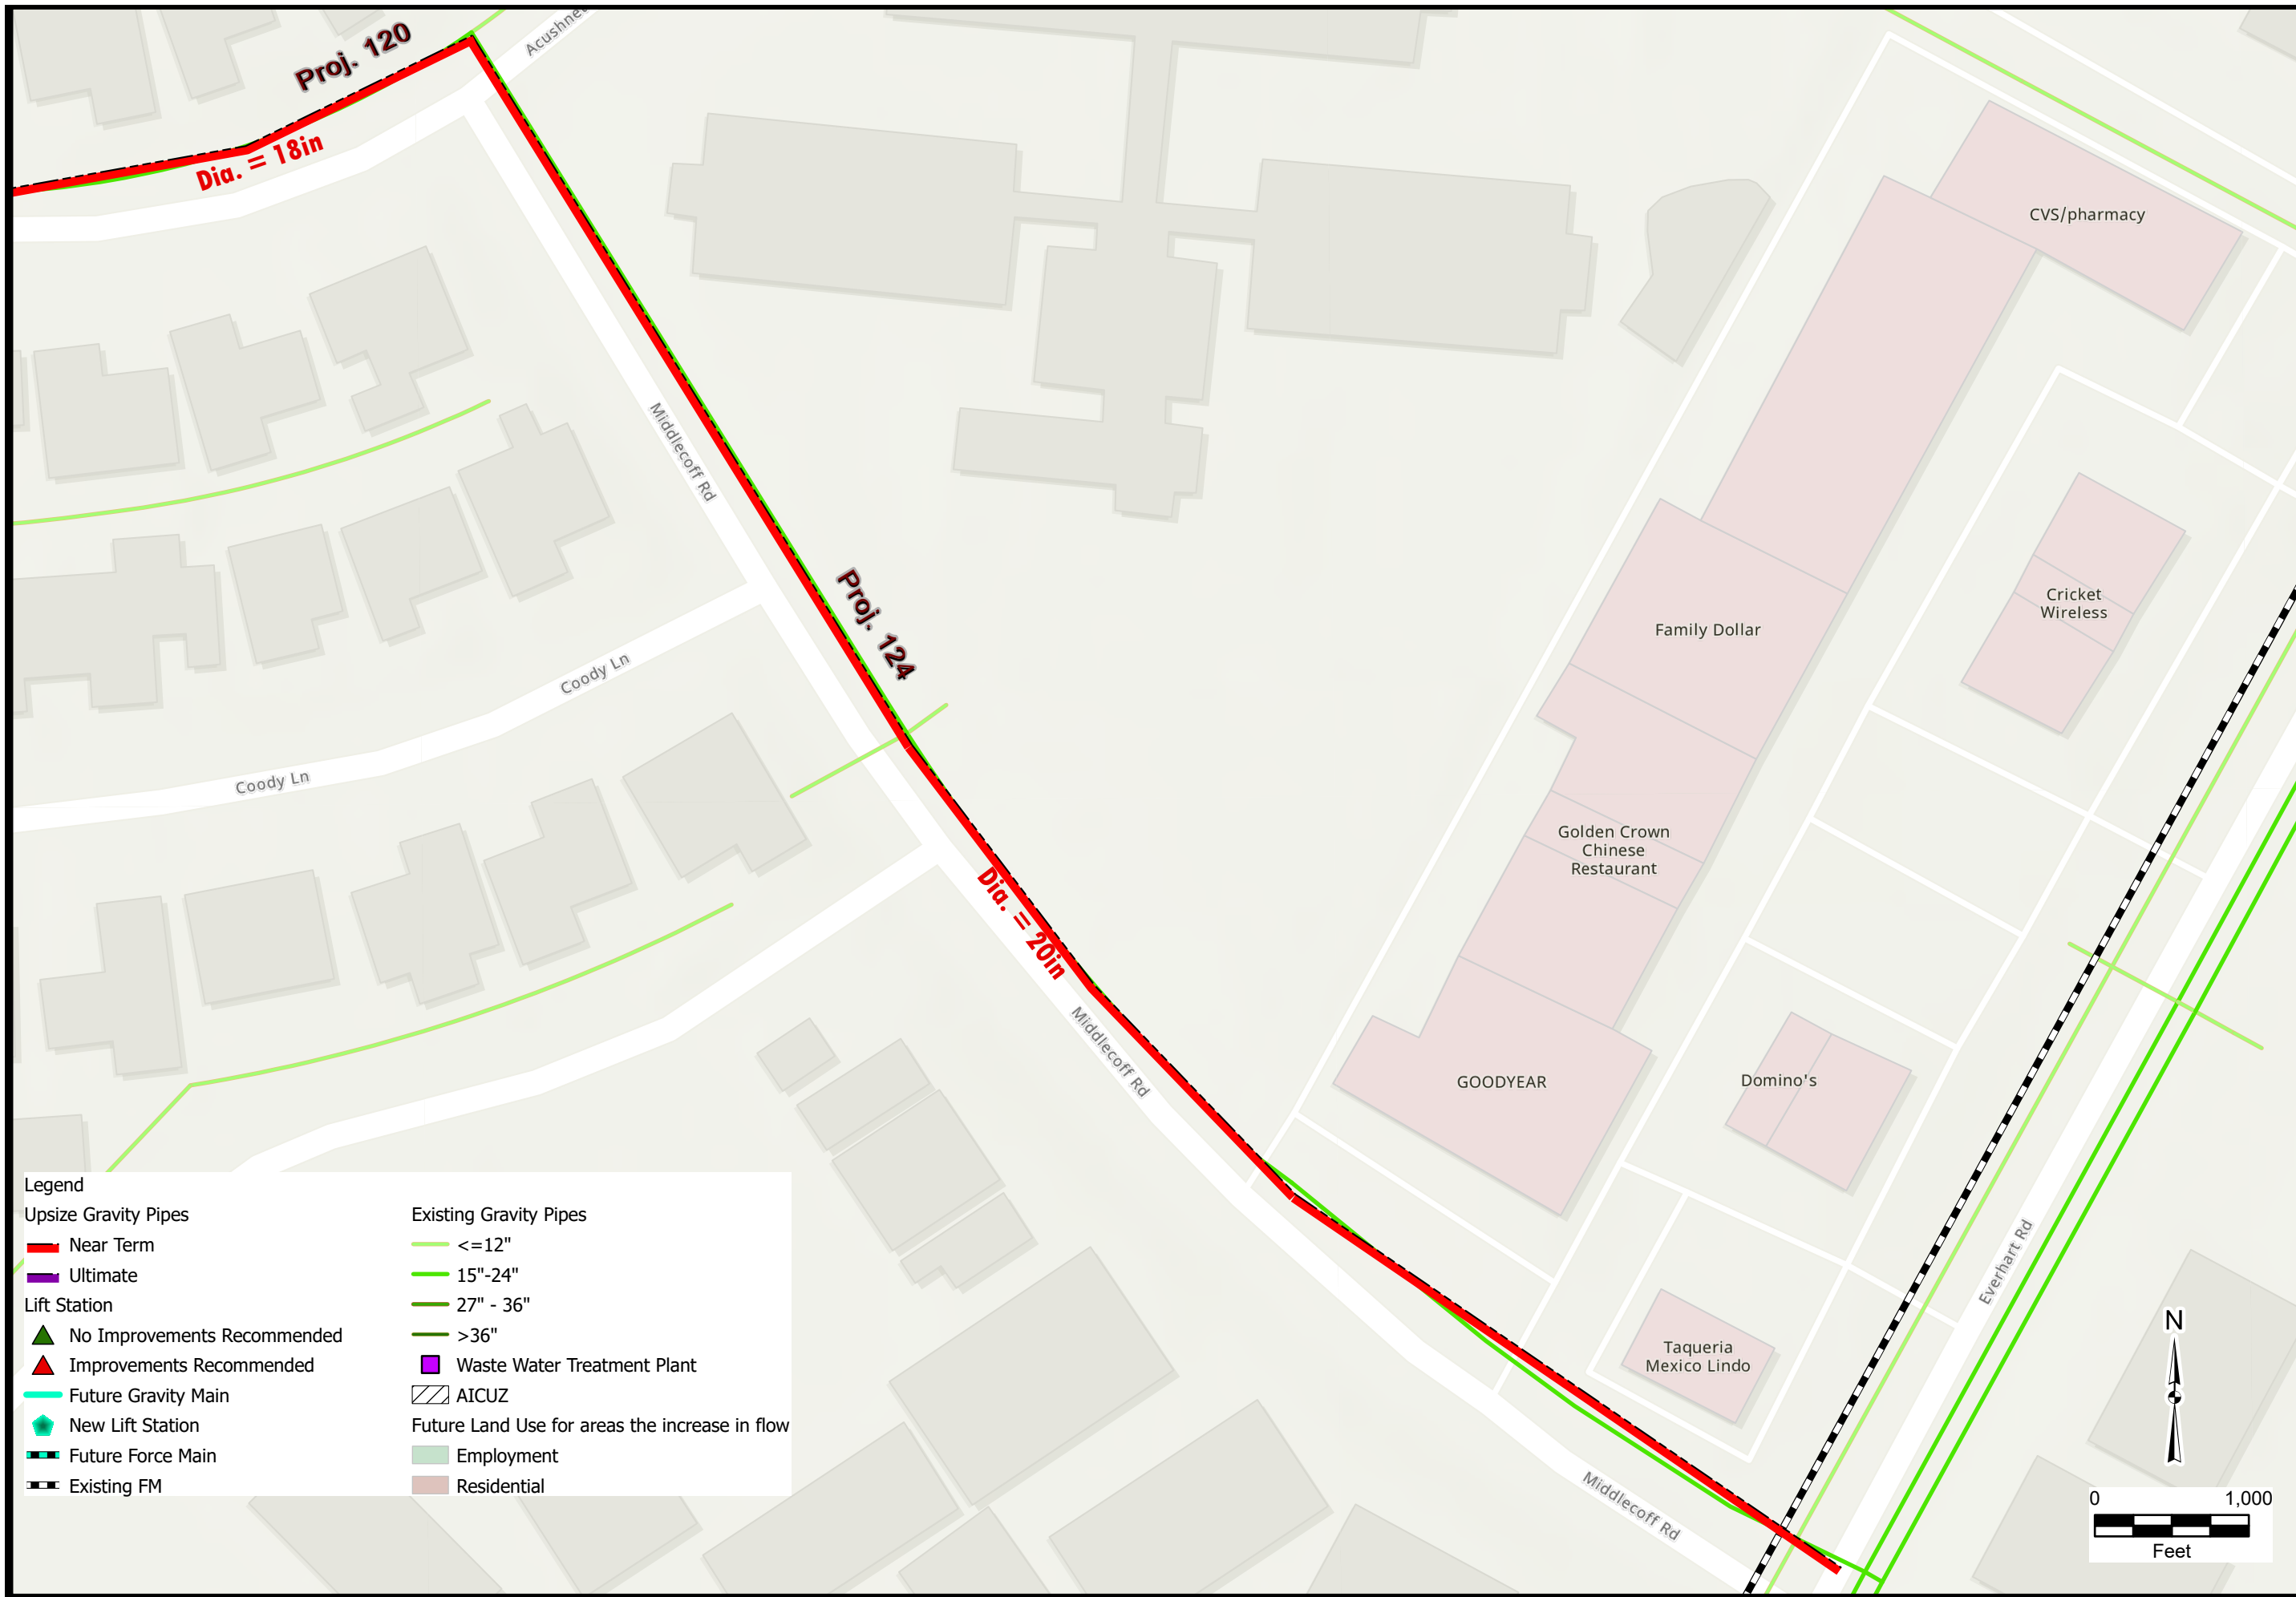 Acushnet
Proj. 120
Dia. = 18in
CVS/pharmacy
Middlecoff Rd
Proj. 124
Cricket
Wireless
Family Dollar
Coody Ln
Coody Ln
Golden Crown
Chinese
Restaurant
Dia. = 20in
Middlecoff Rd
GOODYEAR
Domino's
Everhart Rd
Taqueria
Mexico Lindo
Middlecoff Rd
Legend
Upsize Gravity Pipes
Near Term
Ultimate
Lift Station
No Improvements Recommended
Improvements Recommended
Future Gravity Main
New Lift Station
Future Force Main
Existing FM
Existing Gravity Pipes
<=12"
15"-24"
27" - 36"
>36"
Waste Water Treatment Plant
AICUZ
Future Land Use for areas the increase in flow
Employment
Residential
N
0 1,000
Feet